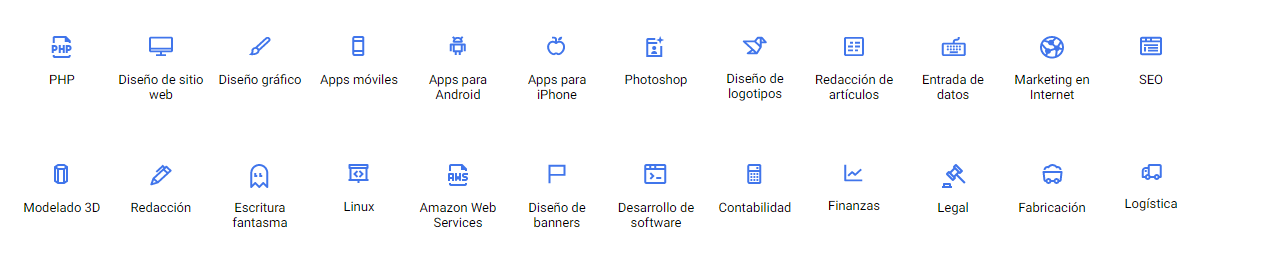 PHP
PHP
Diseño de sitio
web
Diseño gráfico
Apps móviles
Apps para
Android
Apps para
iPhone
Photoshop
Diseño de
logotipos
Redacción de
artículos
Entrada de
datos
Marketing en
Internet
SEO
Modelado 3D
Redacción
Escritura
fantasma
Linux
AWS
Amazon Web
Services
Diseño de
banners
Desarrollo de
software
Contabilidad
Finanzas
Legal
Fabricación
Logística